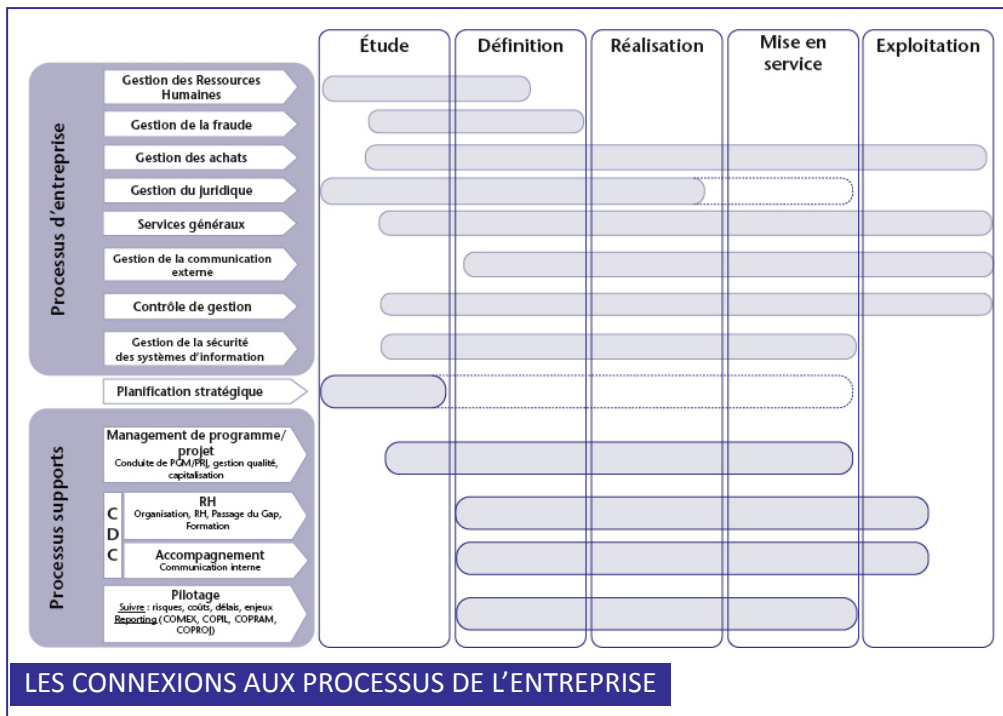 Étude
Définition
Réalisation
Mise en
service
Exploitation
Processus d'entreprise
Gestion des Ressources
Humaines
Gestion de la fraude
Gestion des achats
Gestion du juridique
Services généraux
Gestion de la communication
externe
Contrôle de gestion
Gestion de la sécurité
des systèmes d'information
Planification stratégique
Processus supports
Management de programme/
projet
Conduite de PGM/PRJ, gestion qualité,
capitalisation
C
D
C
RH
Organisation, RH, Passage du Gap,
Formation
Accompagnement
Communication interne
Pilotage
Suivre : risques, coûts, délais, enjeux
Reporting (COMEX, COPIL, COPRAM,
COPROJ)
LES CONNEXIONS AUX PROCESSUS DE L'ENTREPRISE